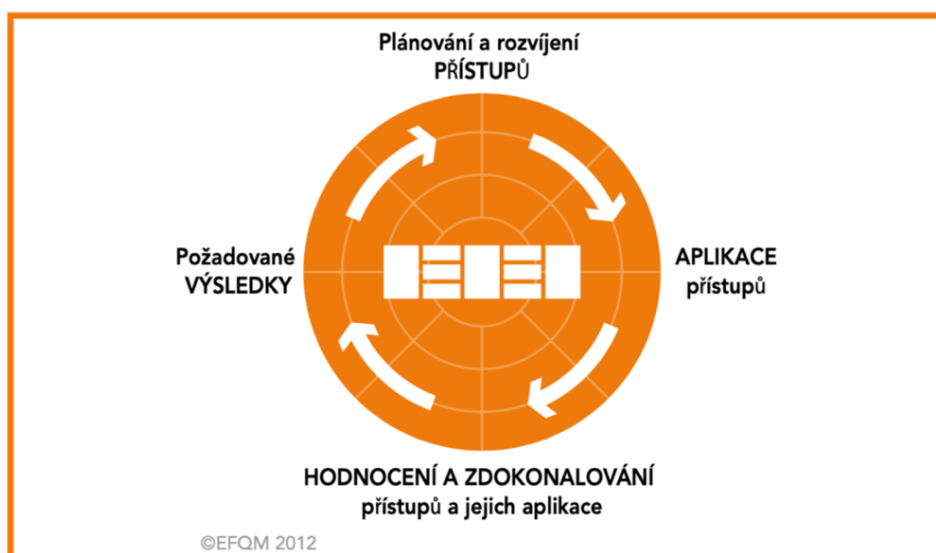 Plánování a rozvíjení
PŘÍSTUPŮ
Požadované
VÝSLEDKY
APLIKACE
přístupů
HODNOCENÍ A ZDOKONALOVÁNÍ
přístupů a jejich aplikace
©EFQM 2012